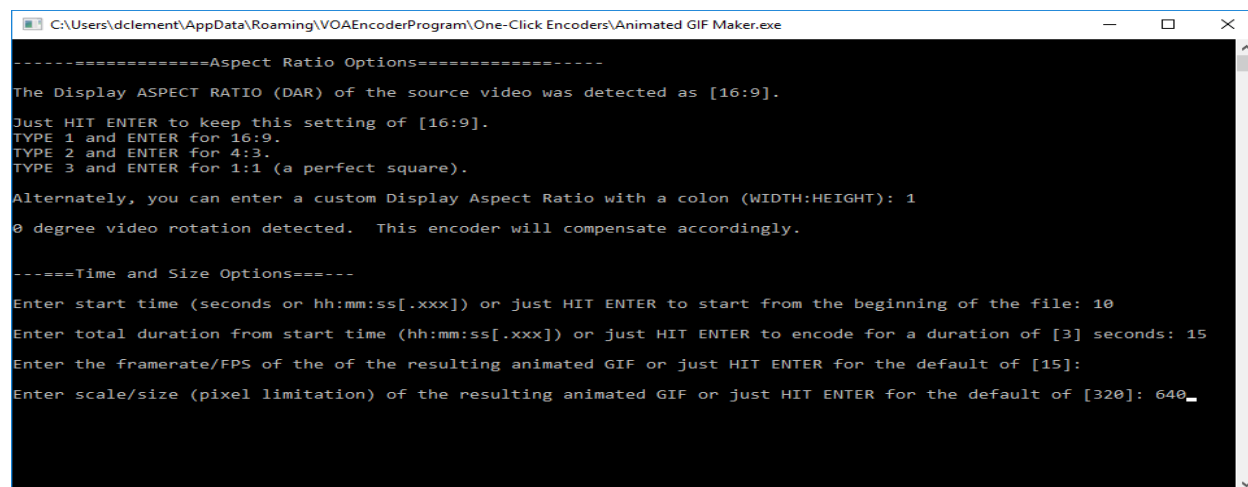 C:\Users\dclement\AppData\Roaming\VOAEncoderProgram\One-Click Encoders\Animated GIF Maker.exe
------=============Aspect Ratio Options=============-----
The Display ASPECT RATIO (DAR) of the source video was detected as [16:9].
Just HIT ENTER to keep this setting of [16:9].
TYPE 1 and ENTER for 16:9.
TYPE 2 and ENTER for 4:3.
TYPE 3 and ENTER for 1:1 (a perfect square).
Alternately, you can enter a custom Display Aspect Ratio with a colon (WIDTH:HEIGHT): 1
0 degree video rotation detected.  This encoder will compensate accordingly.
---===Time and Size Options===---
Enter start time (seconds or hh:mm:ss[.xxx]) or just HIT ENTER to start from the beginning of the file: 10
Enter total duration from start time (hh:mm:ss[.xxx]) or just HIT ENTER to encode for a duration of [3] seconds: 15
Enter the framerate/FPS of the of the resulting animated GIF or just HIT ENTER for the default of [15]:
Enter scale/size (pixel limitation) of the resulting animated GIF or just HIT ENTER for the default of [320]: 640